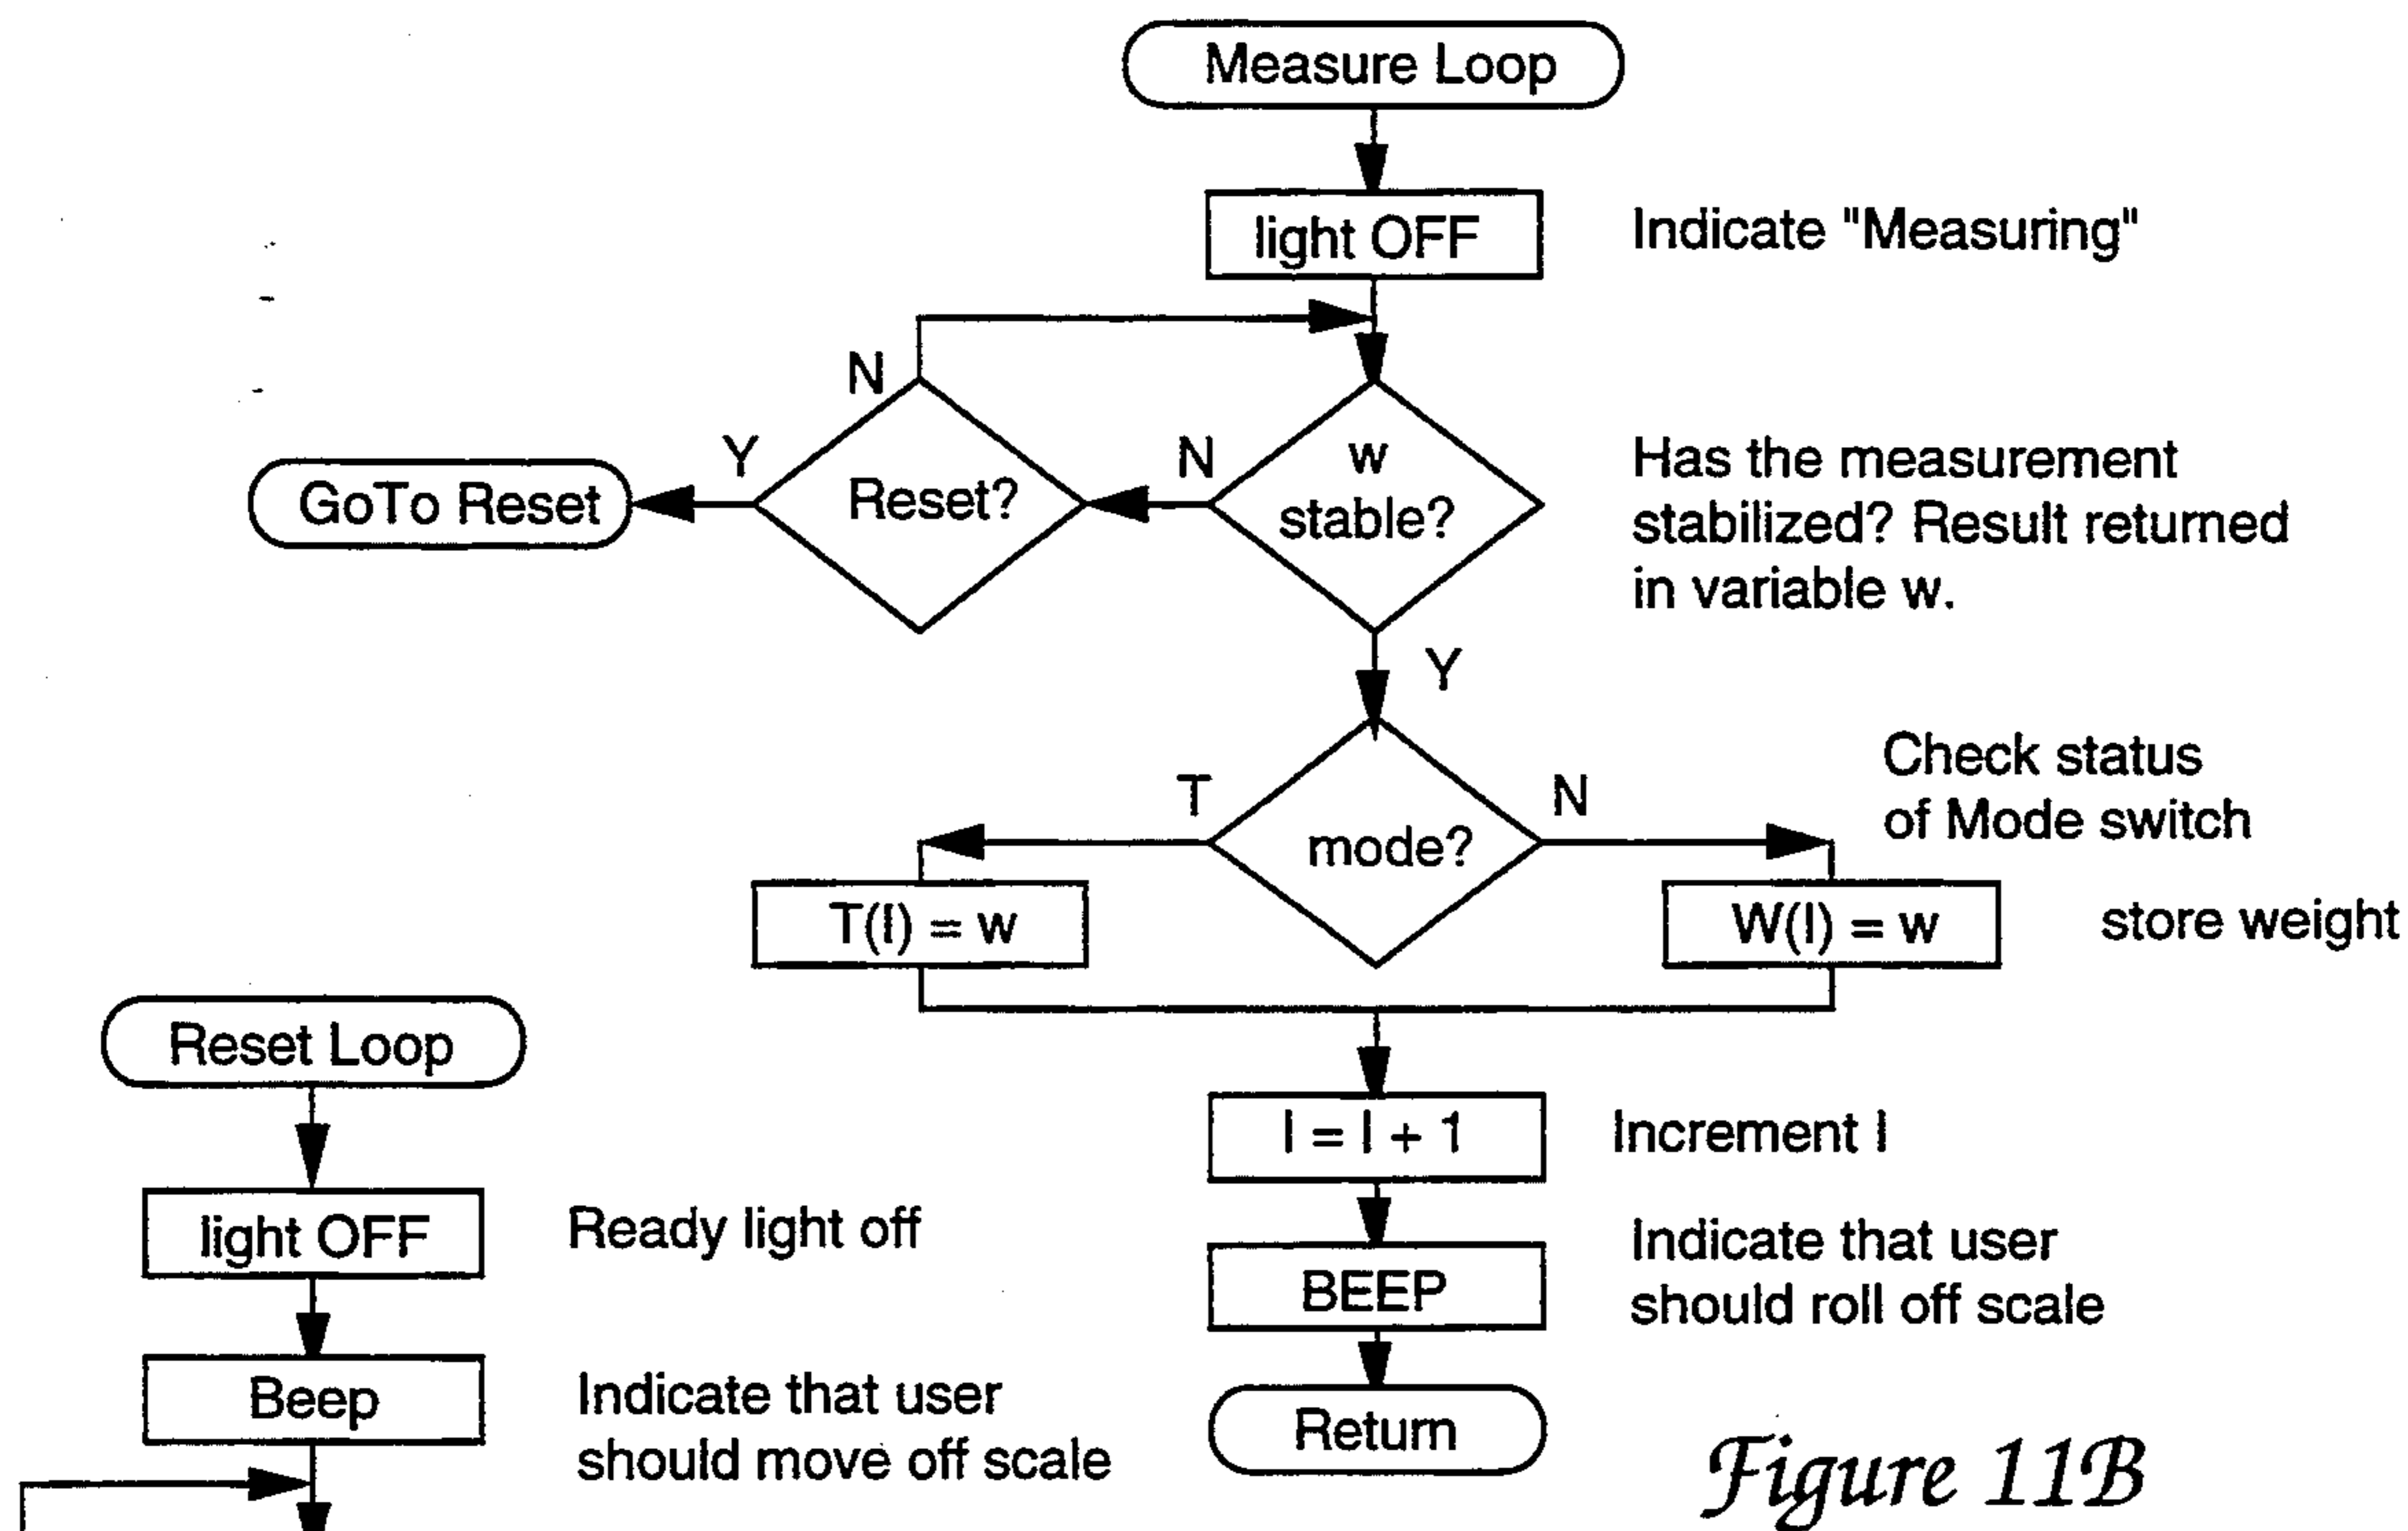 Measure Loop
light OFF
Indicate "Measuring"
N
Y
N
GoTo Reset
Reset?
w
stable?
Has the measurement
stabilized? Result returned
in variable w.
Y
Check status
of Mode switch
T
N
mode?
T(I) = w
W(I) = w
store weight
I = I + 1
Increment I
BEEP
Indicate that user
should roll off scale
Return
Reset Loop
light OFF
Ready light off
Beep
Indicate that user
should move off scale
Figure 11B